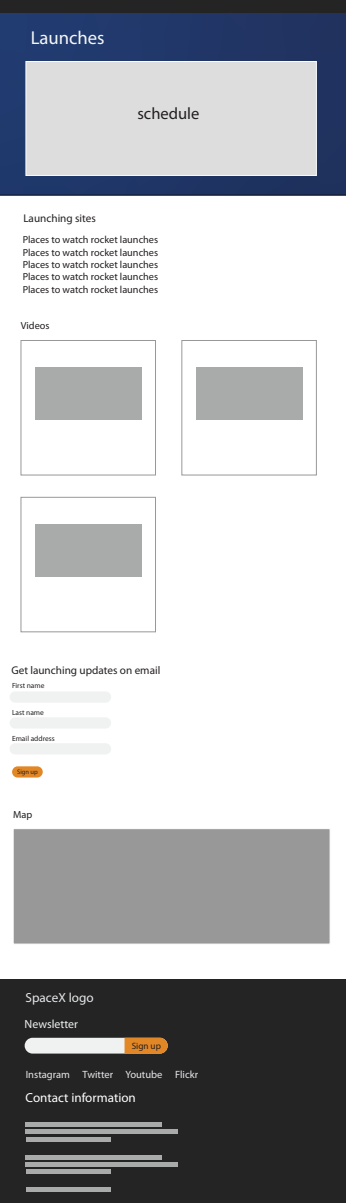 Launches
schedule
Launching sites
Places to watch rocket launches
Places to watch rocket launches
Places to watch rocket launches
Places to watch rocket launches
Places to watch rocket launches
Videos
Get launching updates on email
First name
Last name
Email address
Sign up
Map
SpaceX logo
Newsletter
Sign up
Instagram Twitter Youtube Flickr
Contact information